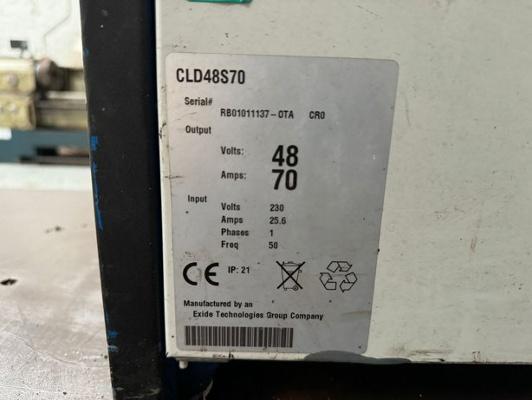 CLD48S70
Serial#
RB01011137-0TA CR0
Output
Volts: 48
Amps: 70
Input
Volts 230
Amps 25.6
Phases 1
Freq 50
CE IP: 21
Manufactured by an
Exide Technologies Group Company